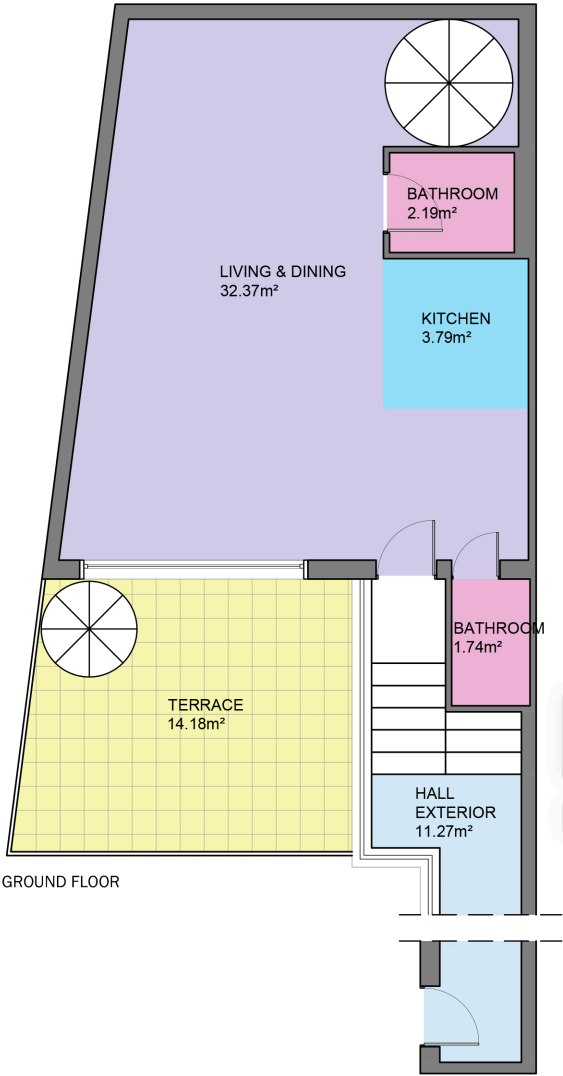 BATHROOM
2.19m²
LIVING & DINING
32.37m²
KITCHEN
3.79m²
BATHROOM
1.74m²
TERRACE
14.18m²
HALL
EXTERIOR
11.27m²
GROUND FLOOR